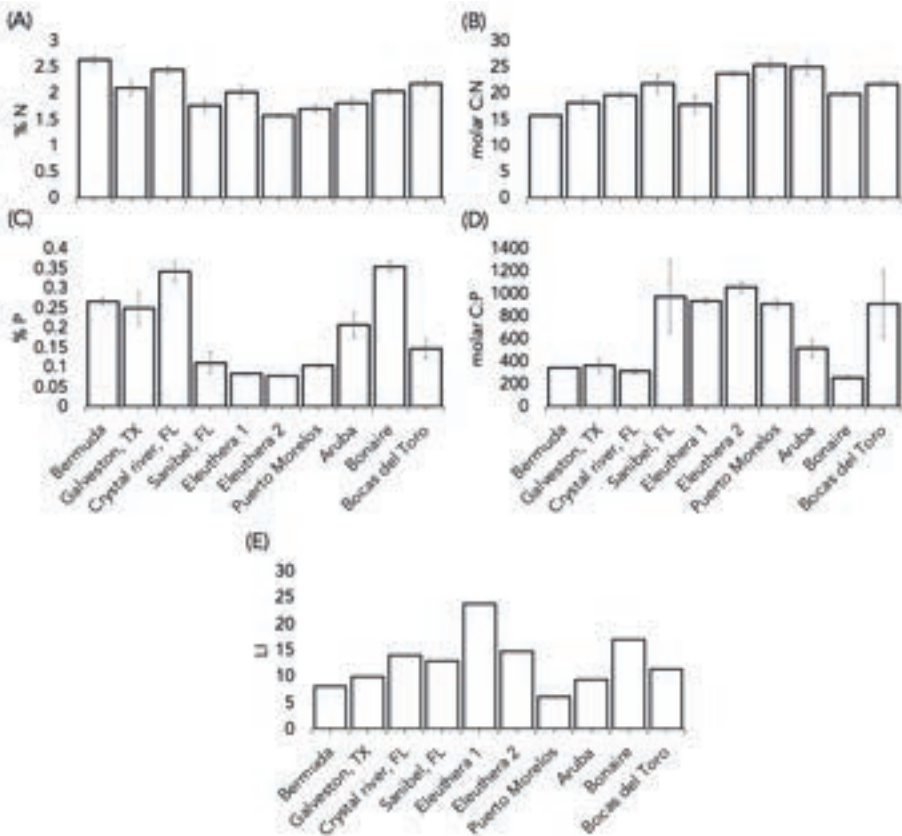 (A)
3
2.5
2
1.5
1
0.5
0
% N
(B)
30
25
20
15
10
5
0
molar C:N
(C)
0.4
0.35
0.3
0.25
0.2
0.15
0.1
0.05
0
% P
Bermuda
Galveston, TX
Crystal river, FL
Sanibel, FL
Eleuthera 1
Eleuthera 2
Puerto Morelos
Aruba
Bonaire
Bocas del Toro
(D)
1400
1200
1000
800
600
400
200
0
molar C:P
Bermuda
Galveston, TX
Crystal river, FL
Sanibel, FL
Eleuthera 1
Eleuthera 2
Puerto Morelos
Aruba
Bonaire
Bocas del Toro
(E)
30
25
20
15
10
5
0
LI
Bermuda
Galveston, TX
Crystal river, FL
Sanibel, FL
Eleuthera 1
Eleuthera 2
Puerto Morelos
Aruba
Bonaire
Bocas del Toro